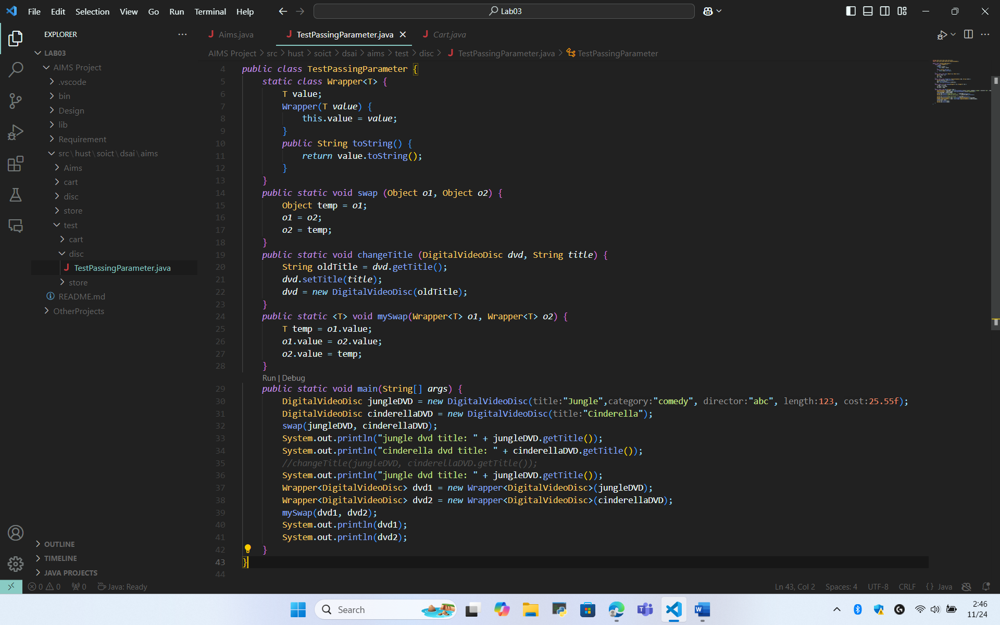 File Edit Selection View Go Run Terminal Help
Lab03
EXPLORER
Aims.java
TestPassingParameter.java
Cart.java
AIMS Project > src > hust > soict > dsai > aims > test > disc > TestPassingParameter.java > TestPassingParameter
LAB03
AIMS Project
.vscode
bin
Design
lib
Requirement
src\hust\soict\dsai\aims
Aims
cart
disc
store
test
cart
disc
TestPassingParameter.java
store
README.md
OtherProjects
OUTLINE
TIMELINE
JAVA PROJECTS
4 public class TestPassingParameter {
5 static class Wrapper<T> {
6 T value;
7 Wrapper(T value) {
8 this.value = value;
9 }
10 public String toString() {
11 return value.toString();
12 }
13 }
14 public static void swap (Object o1, Object o2) {
15 Object temp = o1;
16 o1 = o2;
17 o2 = temp;
18 }
19 public static void changeTitle (DigitalVideoDisc dvd, String title) {
20 String oldTitle = dvd.getTitle();
21 dvd.setTitle(title);
22 dvd = new DigitalVideoDisc(oldTitle);
23 }
24 public static <T> void mySwap(Wrapper<T> o1, Wrapper<T> o2) {
25 T temp = o1.value;
26 o1.value = o2.value;
27 o2.value = temp;
28 }
Run | Debug
29 public static void main(String[] args) {
30 DigitalVideoDisc jungleDVD = new DigitalVideoDisc(title:"Jungle",category:"comedy", director:"abc", length:123, cost:25.55f);
31 DigitalVideoDisc cinderellaDVD = new DigitalVideoDisc(title:"Cinderella");
32 swap(jungleDVD, cinderellaDVD);
33 System.out.println("jungle dvd title: " + jungleDVD.getTitle());
34 System.out.println("cinderella dvd title: " + cinderellaDVD.getTitle());
35 //changeTitle(jungleDVD, cinderellaDVD.getTitle());
36 System.out.println("jungle dvd title: " + jungleDVD.getTitle());
37 Wrapper<DigitalVideoDisc> dvd1 = new Wrapper<DigitalVideoDisc>(jungleDVD);
38 Wrapper<DigitalVideoDisc> dvd2 = new Wrapper<DigitalVideoDisc>(cinderellaDVD);
39 mySwap(dvd1, dvd2);
40 System.out.println(dvd1);
41 System.out.println(dvd2);
42 }
43 }
44
0 0 0 Java: Ready
Ln 43, Col 2 Spaces: 4 UTF-8 CRLF {} Java
Search
2:46
11/24